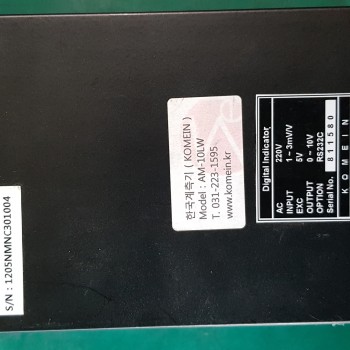 S/N : 1205NMNC301004
한국계측기 ( KOMEIN )
Model : AM-10LW
T. 031-223-1595
www.komein.kr
Digital Indicator
AC 220V
INPUT 1~3mV/V
EXC 5V
OUTPUT 0~10V
OPTION RS232C
Serial No. 811580
KOMEIN